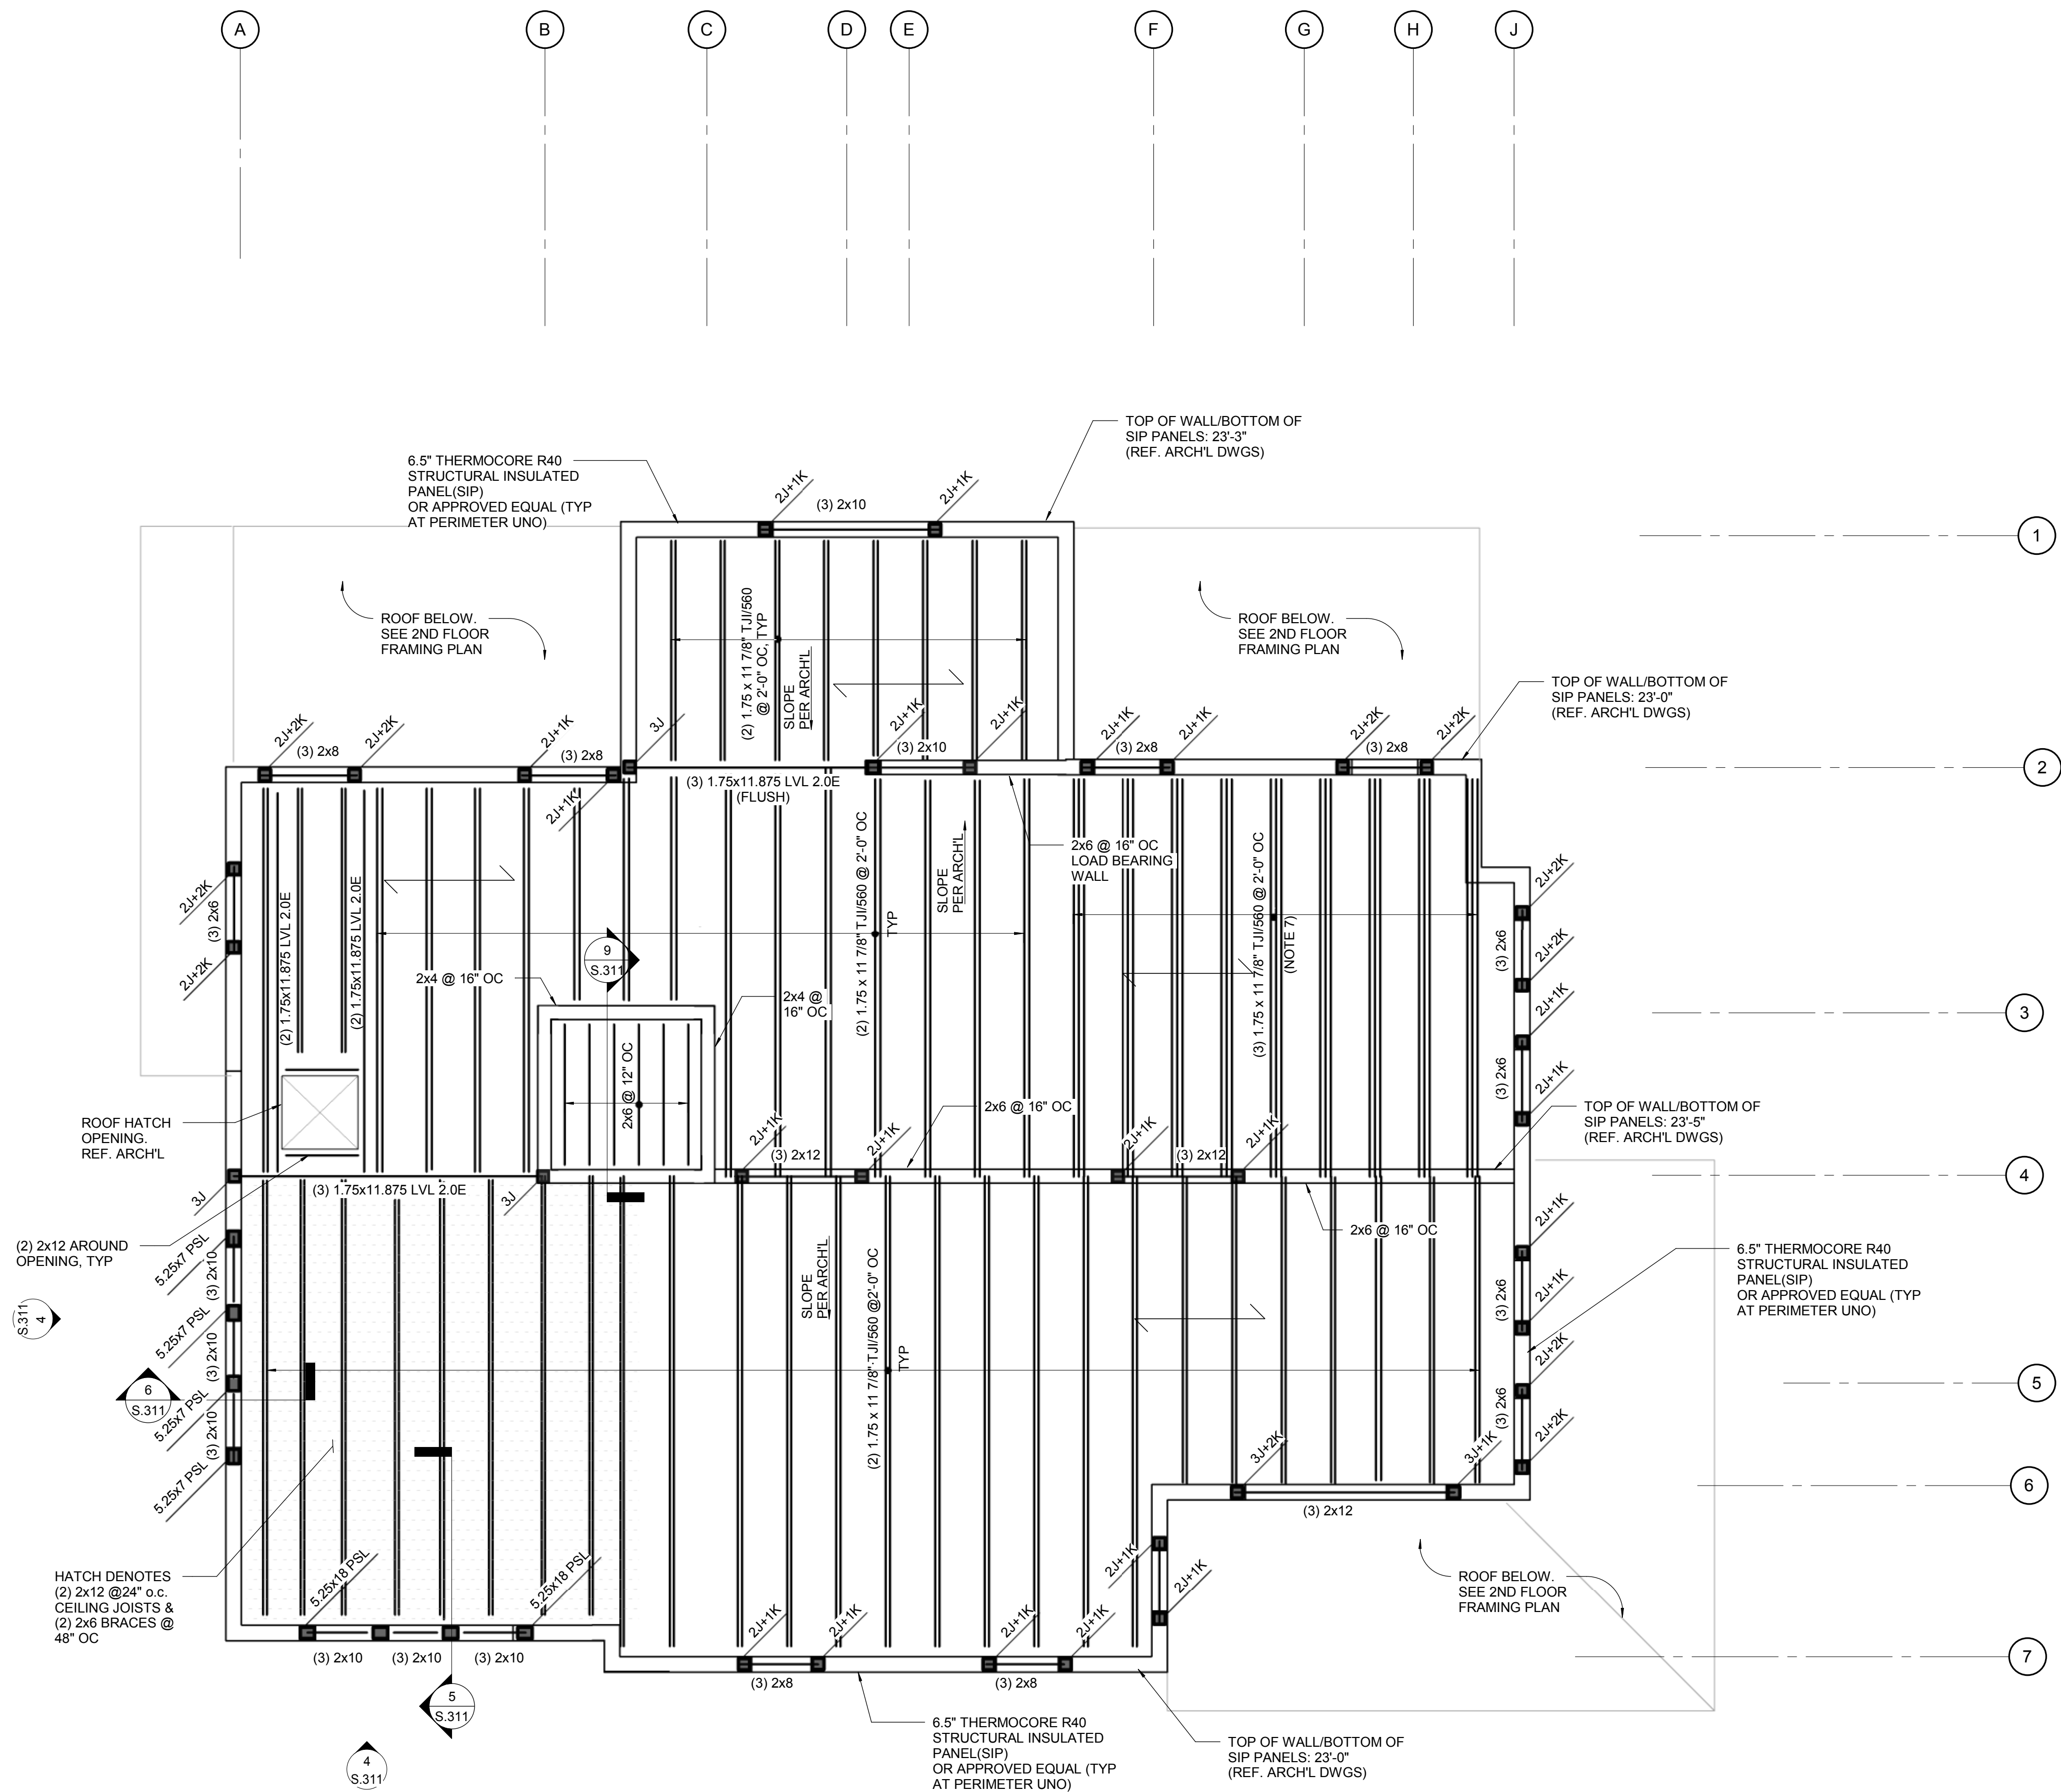 A
B
C
D
E
F
G
H
J
TOP OF WALL/BOTTOM OF
SIP PANELS: 23'-3"
(REF. ARCH'L DWGS)
6.5" THERMOCORE R40
STRUCTURAL INSULATED
PANEL(SIP)
OR APPROVED EQUAL (TYP
AT PERIMETER UNO)
2J+1K
(3) 2x10
2J+1K
1
ROOF BELOW.
SEE 2ND FLOOR
FRAMING PLAN
(2) 1.75 x 11 7/8" TJI/560
@ 2'-0" OC, TYP
SLOPE
PER ARCH'L
ROOF BELOW.
SEE 2ND FLOOR
FRAMING PLAN
TOP OF WALL/BOTTOM OF
SIP PANELS: 23'-0"
(REF. ARCH'L DWGS)
2J+2K
(3) 2x8
2J+2K
2J+1K
(3) 2x8
2J+1K
3J
2J+1K
(3) 2x10
2J+1K
2J+1K
(3) 2x8
2J+1K
2J+2K
(3) 2x8
2J+2K
2
(3) 1.75x11.875 LVL 2.0E
(FLUSH)
2J+2K
(3) 2x6
2J+2K
(2) 1.75x11.875 LVL 2.0E
(2) 1.75x11.875 LVL 2.0E
2x4 @ 16" OC
9
S.311
2x4 @
16" OC
(2) 1.75 x 11 7/8" TJI/560 @ 2'-0" OC
TYP
SLOPE
PER ARCH'L
2x6 @ 16" OC
LOAD BEARING
WALL
(3) 1.75 x 11 7/8" TJI/560 @ 2'-0" OC
(NOTE 7)
2J+2K
(3) 2x6
2J+2K
2J+1K
(3) 2x6
2J+1K
3
2x6 @ 12" OC
ROOF HATCH
OPENING.
REF. ARCH'L
2x6 @ 16" OC
2J+1K
(3) 2x12
2J+1K
2J+1K
(3) 2x12
2J+1K
TOP OF WALL/BOTTOM OF
SIP PANELS: 23'-5"
(REF. ARCH'L DWGS)
4
3J
(3) 1.75x11.875 LVL 2.0E
3J
(2) 2x12 AROUND
OPENING, TYP
2x6 @ 16" OC
6.5" THERMOCORE R40
STRUCTURAL INSULATED
PANEL(SIP)
OR APPROVED EQUAL (TYP
AT PERIMETER UNO)
S.311
4
5.25x7 PSL
(3) 2x10
5.25x7 PSL
(3) 2x10
5.25x7 PSL
(3) 2x10
5.25x7 PSL
6
S.311
SLOPE
PER ARCH'L
(2) 1.75 x 11 7/8" TJI/560 @2'-0" OC
TYP
2J+1K
(3) 2x6
2J+1K
2J+2K
(3) 2x6
2J+2K
5
3J+2K
3J+1K
(3) 2x12
6
HATCH DENOTES
(2) 2x12 @24" o.c.
CEILING JOISTS &
(2) 2x6 BRACES @
48" OC
5.25x18 PSL
5.25x18 PSL
(3) 2x10
(3) 2x10
(3) 2x10
2J+1K
2J+1K
ROOF BELOW.
SEE 2ND FLOOR
FRAMING PLAN
2J+1K
(3) 2x8
2J+1K
2J+1K
(3) 2x8
2J+1K
7
5
S.311
4
S.311
6.5" THERMOCORE R40
STRUCTURAL INSULATED
PANEL(SIP)
OR APPROVED EQUAL (TYP
AT PERIMETER UNO)
TOP OF WALL/BOTTOM OF
SIP PANELS: 23'-0"
(REF. ARCH'L DWGS)